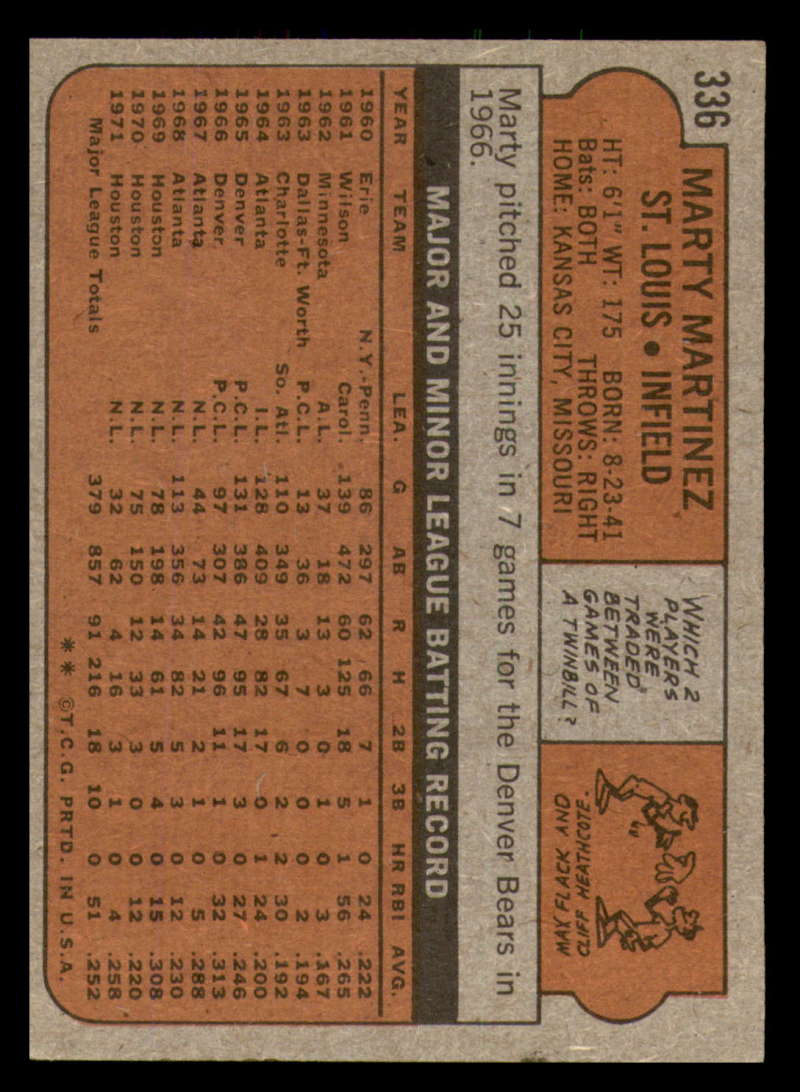 336
MARTY MARTINEZ
ST. LOUIS • INFIELD
HT: 6'1" WT: 175 BORN: 8-23-41
Bats: BOTH THROWS: RIGHT
HOME: KANSAS CITY, MISSOURI
WHICH 2
PLAYERS
WERE
TRADED
BETWEEN
GAMES OF
A TWINBILL?
MAX FLACK AND
CLIFF HEATHCOTE.
Marty pitched 25 innings in 7 games for the Denver Bears in
1966.
MAJOR AND MINOR LEAGUE BATTING RECORD
YEAR TEAM LEA. G AB R H 2B 3B HR RBI AVG.
1960 Erie N.Y.-Penn. 86 297 62 66 7 1 0 24 .222
1961 Wilson Carol. 139 472 60 125 18 5 1 56 .265
1962 Minnesota A.L. 37 18 13 3 0 1 0 3 .167
1963 Dallas-Ft. Worth P.C.L. 13 36 3 7 0 0 0 2 .194
1963 Charlotte So. Atl. 110 349 35 67 6 2 2 30 .192
1964 Atlanta I.L. 128 409 28 82 17 0 1 24 .200
1965 Denver P.C.L. 131 386 47 95 17 3 0 27 .246
1966 Denver P.C.L. 97 307 42 96 11 1 0 32 .313
1967 Atlanta N.L. 44 73 14 21 2 1 0 5 .288
1968 Atlanta N.L. 113 356 34 82 5 3 0 12 .230
1969 Houston N.L. 78 198 14 61 5 4 0 15 .308
1970 Houston N.L. 75 150 12 33 3 0 0 12 .220
1971 Houston N.L. 32 62 4 16 3 1 0 4 .258
Major League Totals 379 857 91 216 18 10 0 51 .252
** ©T.C.G. PRTD. IN U.S.A.